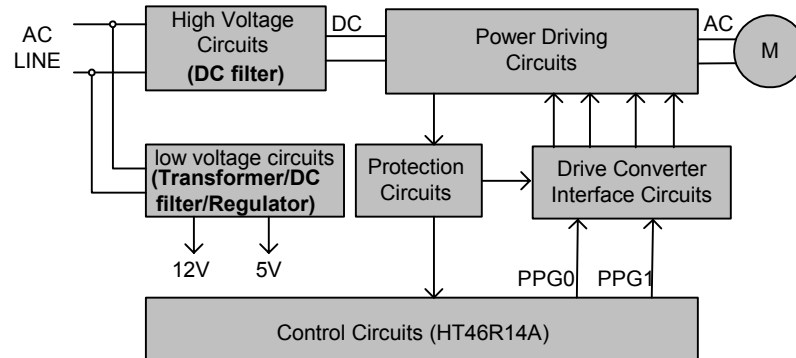 AC
LINE
High Voltage
Circuits
(DC filter)
DC
Power Driving
Circuits
AC
M
low voltage circuits
(Transformer/DC
filter/Regulator)
Protection
Circuits
Drive Converter
Interface Circuits
12V
5V
PPG0
PPG1
Control Circuits (HT46R14A)